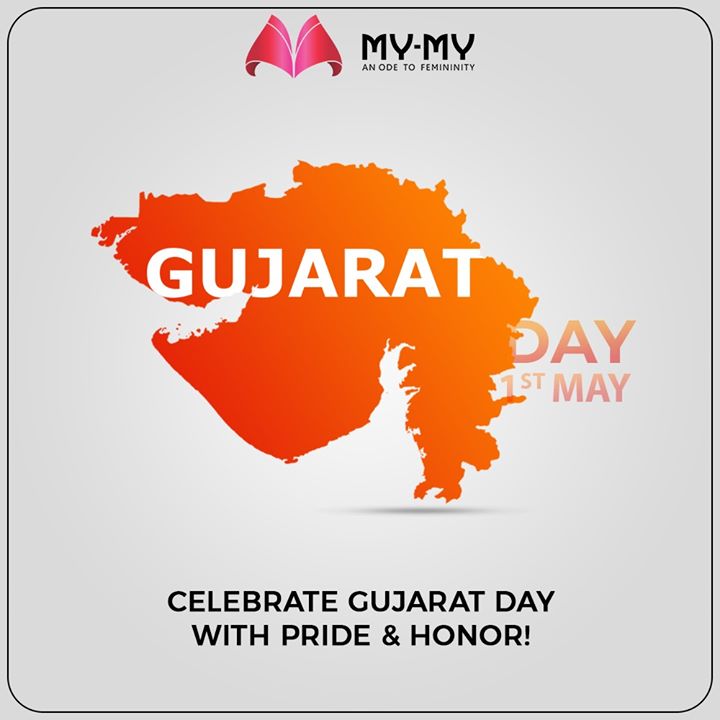 MY-MY
AN ODE TO FEMININITY
GUJARAT
DAY
1ST MAY
CELEBRATE GUJARAT DAY
WITH PRIDE & HONOR!